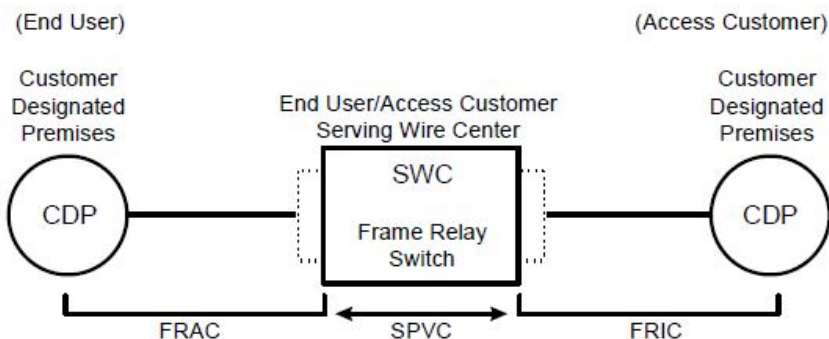 (End User)
(Access Customer)
Customer
Designated
Premises
End User/Access Customer
Serving Wire Center
Customer
Designated
Premises
CDP
SWC
Frame Relay
Switch
CDP
FRAC
SPVC
FRIC